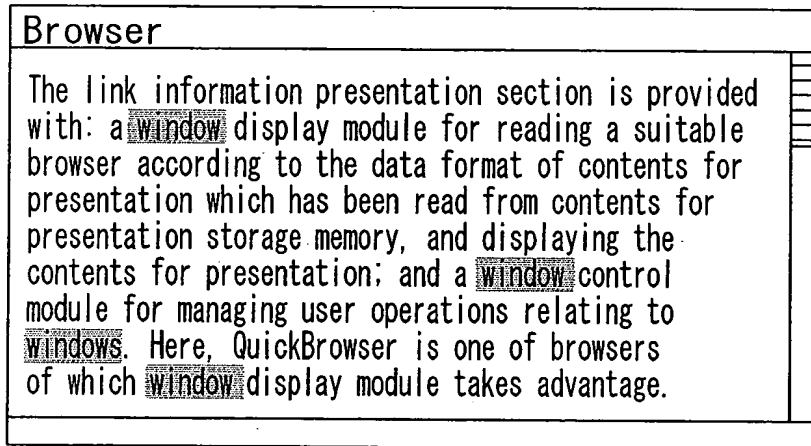 Browser
The link information presentation section is provided
with: a window display module for reading a suitable
browser according to the data format of contents for
presentation which has been read from contents for
presentation storage memory, and displaying the
contents for presentation; and a window control
module for managing user operations relating to
windows. Here, QuickBrowser is one of browsers
of which window display module takes advantage.